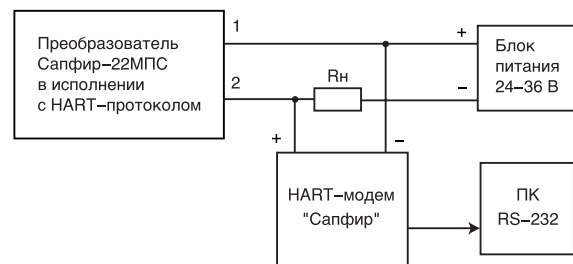 Преобразователь
Сапфир–22МПС
в исполнении
с HART–протоколом
1
2
Rн
+
–
Блок
питания
24–36 В
+
–
HART–модем
"Сапфир"
ПК
RS–232